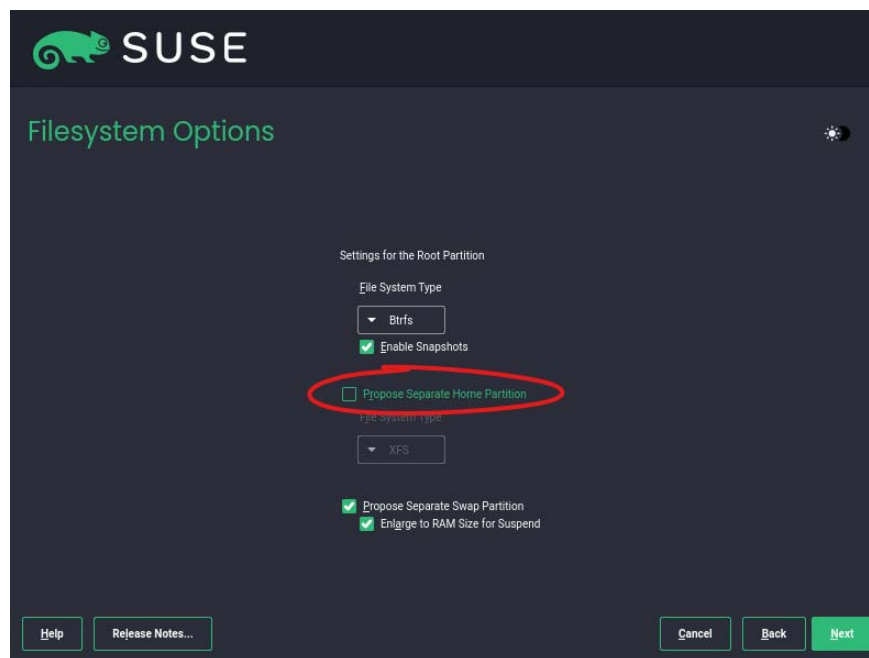 SUSE
Filesystem Options
Settings for the Root Partition
File System Type
Btrfs
Enable Snapshots
Propose Separate Home Partition
File System Type
XFS
Propose Separate Swap Partition
Enlarge to RAM Size for Suspend
Help Release Notes... Cancel Back Next